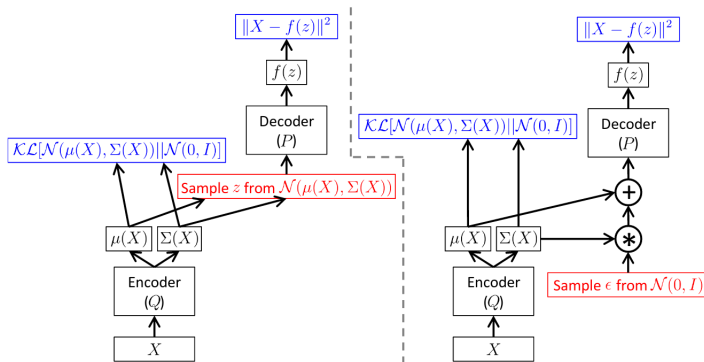 ‖X − f(z)‖²
f(z)
Decoder
(P)
𝒦ℒ[𝒩(μ(X), Σ(X))||𝒩(0, I)]
Sample z from 𝒩(μ(X), Σ(X))
μ(X)
Σ(X)
Encoder
(Q)
X
‖X − f(z)‖²
f(z)
Decoder
(P)
𝒦ℒ[𝒩(μ(X), Σ(X))||𝒩(0, I)]
+
μ(X)
Σ(X)
*
Encoder
(Q)
Sample ϵ from 𝒩(0, I)
X